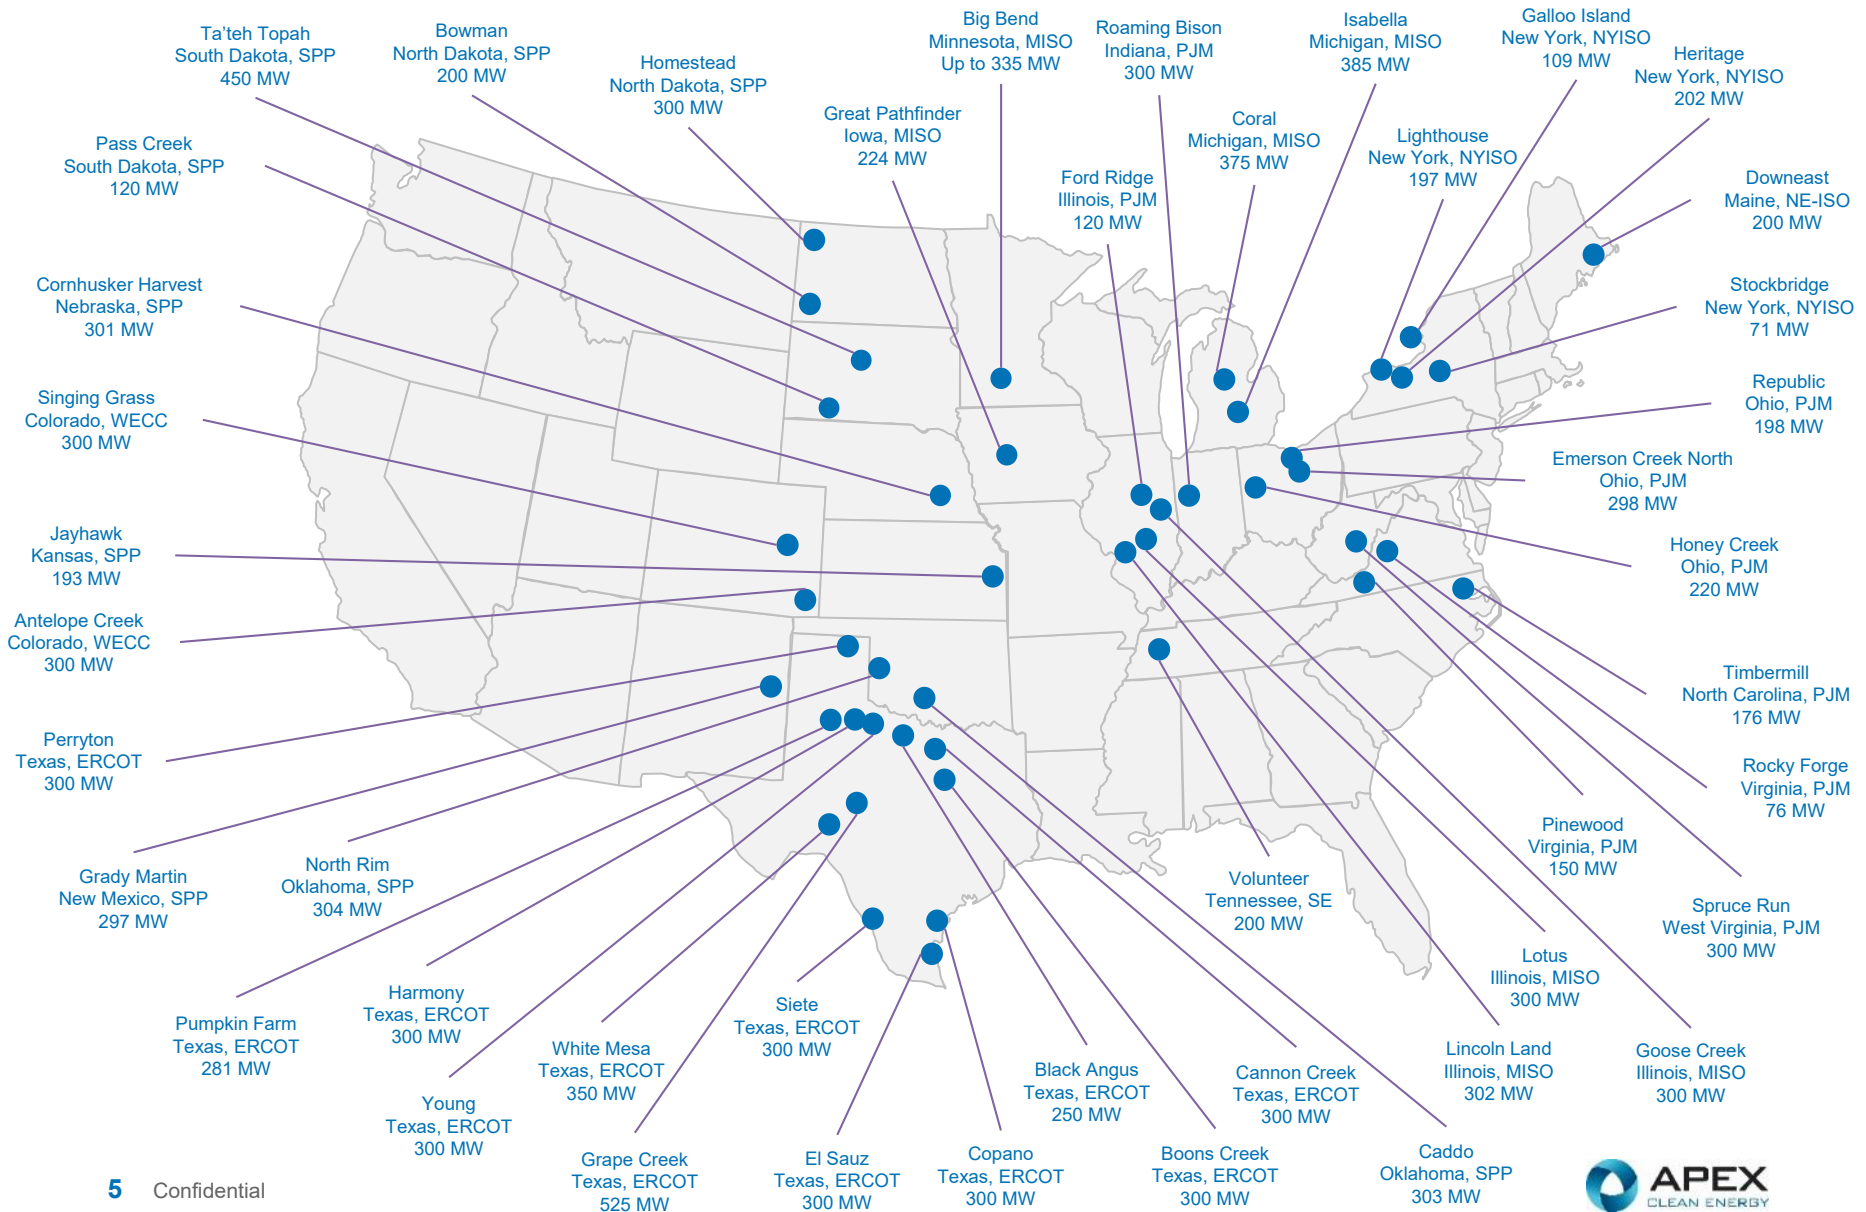 Ta'teh Topah
South Dakota, SPP
450 MW
Bowman
North Dakota, SPP
200 MW
Homestead
North Dakota, SPP
300 MW
Great Pathfinder
Iowa, MISO
224 MW
Big Bend
Minnesota, MISO
Up to 335 MW
Roaming Bison
Indiana, PJM
300 MW
Ford Ridge
Illinois, PJM
120 MW
Coral
Michigan, MISO
375 MW
Isabella
Michigan, MISO
385 MW
Lighthouse
New York, NYISO
197 MW
Galloo Island
New York, NYISO
109 MW
Heritage
New York, NYISO
202 MW
Downeast
Maine, NE-ISO
200 MW
Stockbridge
New York, NYISO
71 MW
Republic
Ohio, PJM
198 MW
Emerson Creek North
Ohio, PJM
298 MW
Honey Creek
Ohio, PJM
220 MW
Timbermill
North Carolina, PJM
176 MW
Rocky Forge
Virginia, PJM
76 MW
Pinewood
Virginia, PJM
150 MW
Spruce Run
West Virginia, PJM
300 MW
Lotus
Illinois, MISO
300 MW
Goose Creek
Illinois, MISO
300 MW
Lincoln Land
Illinois, MISO
302 MW
Volunteer
Tennessee, SE
200 MW
Caddo
Oklahoma, SPP
303 MW
Cannon Creek
Texas, ERCOT
300 MW
Boons Creek
Texas, ERCOT
300 MW
Black Angus
Texas, ERCOT
250 MW
Copano
Texas, ERCOT
300 MW
El Sauz
Texas, ERCOT
300 MW
Siete
Texas, ERCOT
300 MW
Grape Creek
Texas, ERCOT
525 MW
White Mesa
Texas, ERCOT
350 MW
Young
Texas, ERCOT
300 MW
Harmony
Texas, ERCOT
300 MW
Pumpkin Farm
Texas, ERCOT
281 MW
North Rim
Oklahoma, SPP
304 MW
Grady Martin
New Mexico, SPP
297 MW
Perryton
Texas, ERCOT
300 MW
Antelope Creek
Colorado, WECC
300 MW
Jayhawk
Kansas, SPP
193 MW
Singing Grass
Colorado, WECC
300 MW
Cornhusker Harvest
Nebraska, SPP
301 MW
Pass Creek
South Dakota, SPP
120 MW
5 Confidential
APEX
CLEAN ENERGY